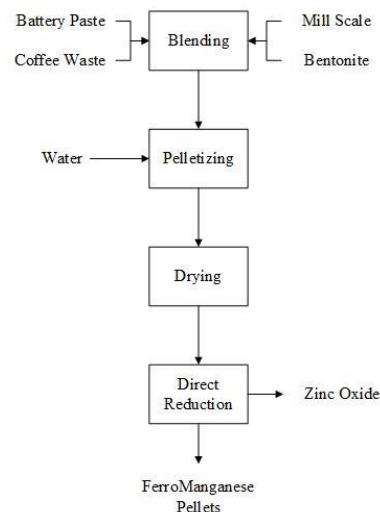 Battery Paste
Mill Scale
Blending
Coffee Waste
Bentonite
Water
Pelletizing
Drying
Direct
Reduction
Zinc Oxide
FerroManganese
Pellets